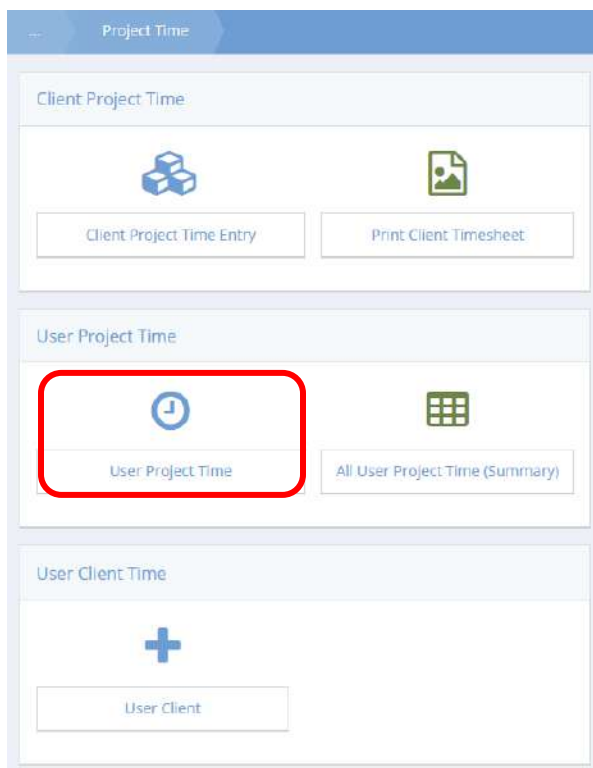 ... Project Time
Client Project Time
Client Project Time Entry Print Client Timesheet
User Project Time
User Project Time All User Project Time (Summary)
User Client Time
User Client